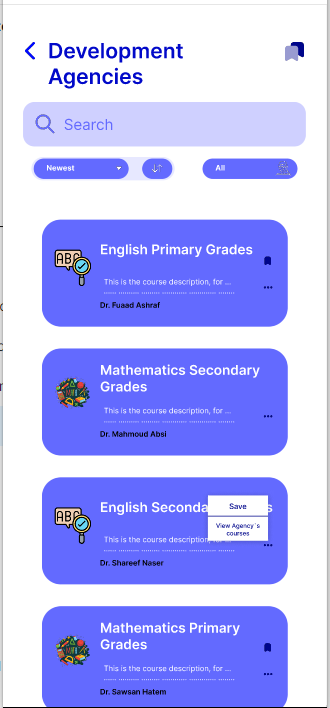 Development
Agencies
Search
Newest
All
English Primary Grades
ABC
This is the course description, for ...
Dr. Fuaad Ashraf
Mathematics Secondary
Grades
MATH
This is the course description, for ...
Dr. Mahmoud Absi
English Seconda
s
Save
View Agency`s
courses
ABC
This is the course description, f
Dr. Shareef Naser
Mathematics Primary
Grades
MATH
This is the course description, for ...
Dr. Sawsan Hatem